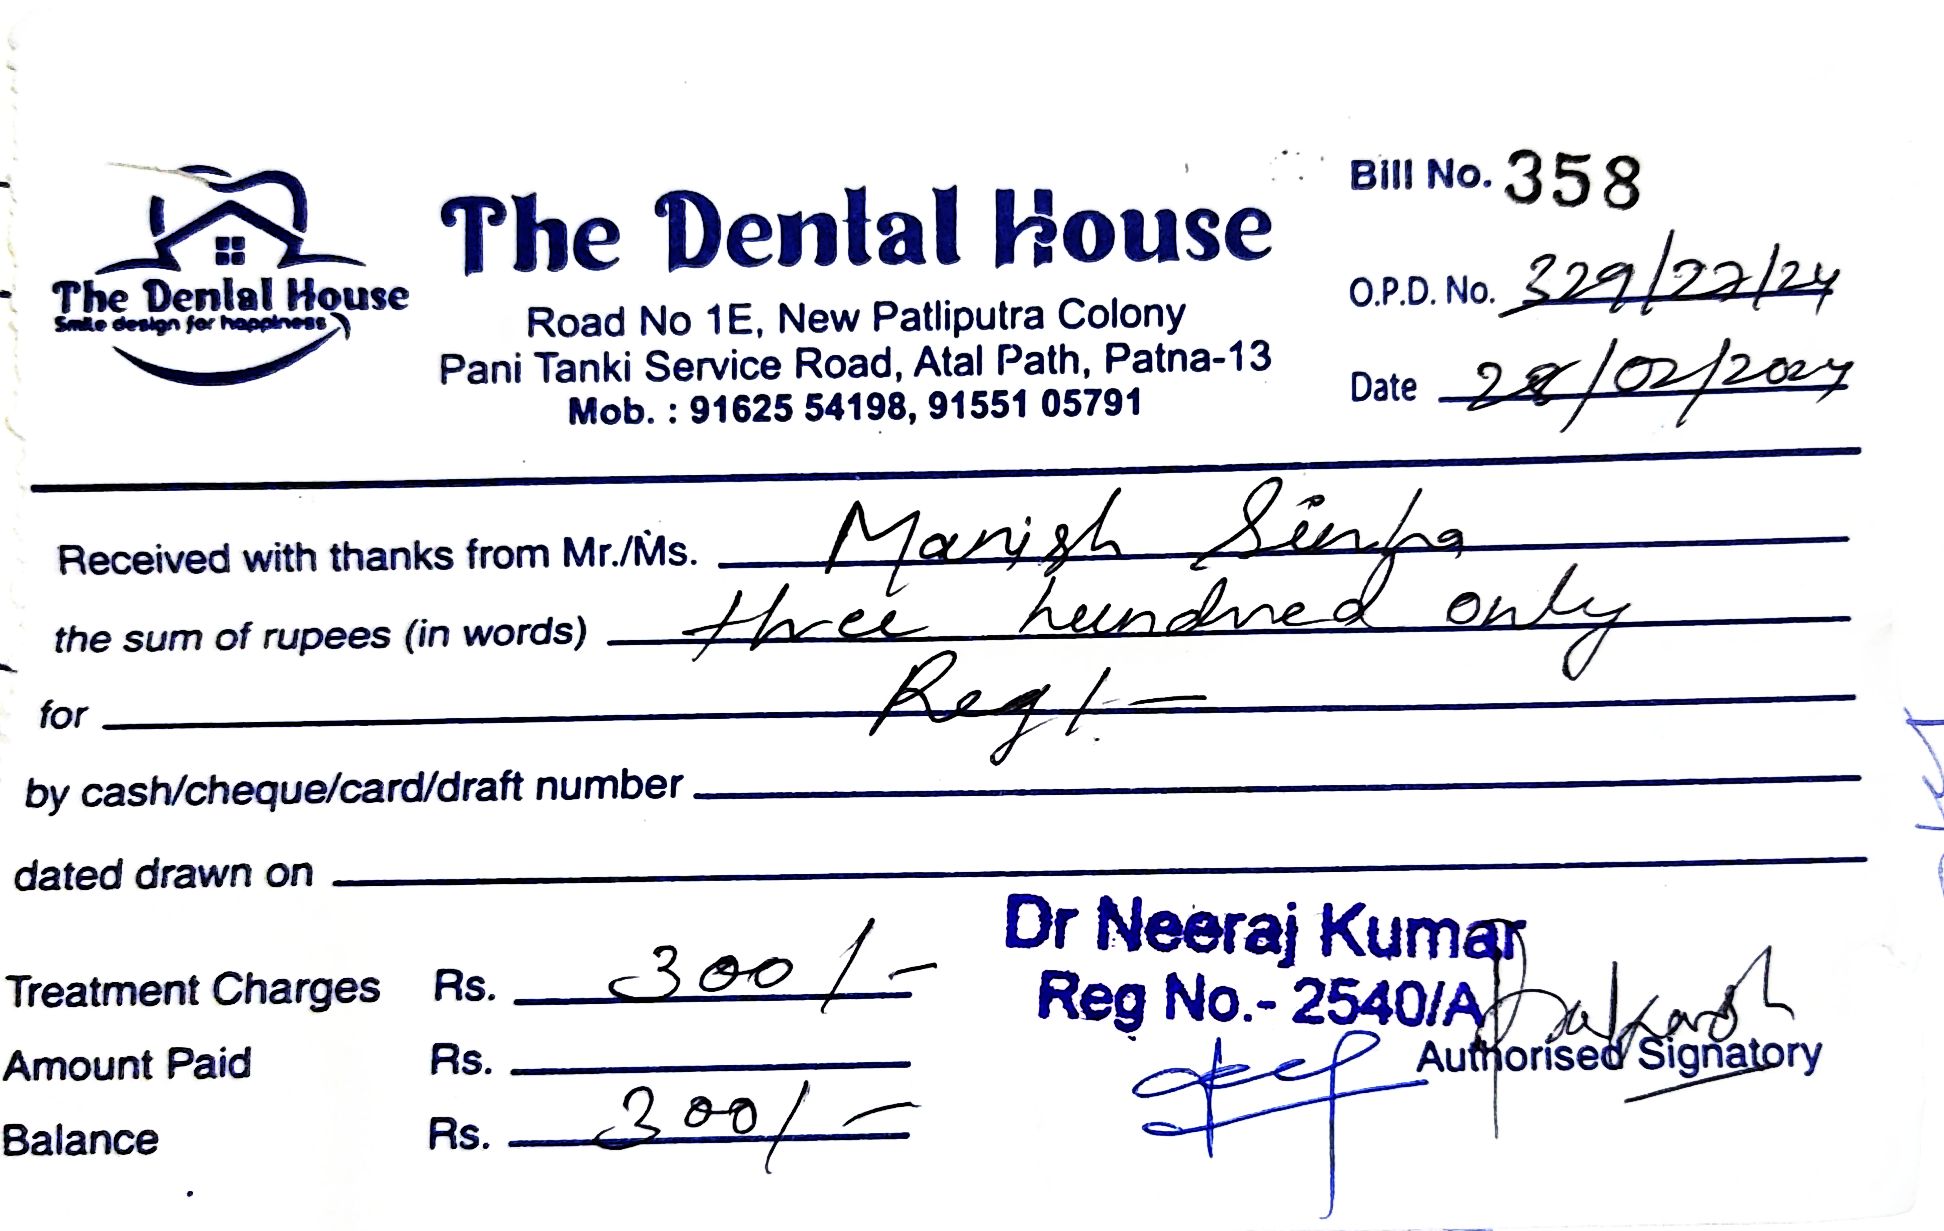 The Dental House
Smile design for happiness
The Dental House
Road No 1E, New Patliputra Colony
Pani Tanki Service Road, Atal Path, Patna-13
Mob. : 91625 54198, 91551 05791
Bill No. 358
O.P.D. No. 329/22/24
Date 28/02/2024
Received with thanks from Mr./Ms. Manish Sinha
the sum of rupees (in words) three hundred only
for Reg/-
by cash/cheque/card/draft number
dated drawn on
Treatment Charges Rs. 300/-
Amount Paid Rs.
Balance Rs. 300/-
Dr Neeraj Kumar
Reg No.- 2540/A
Authorised Signatory